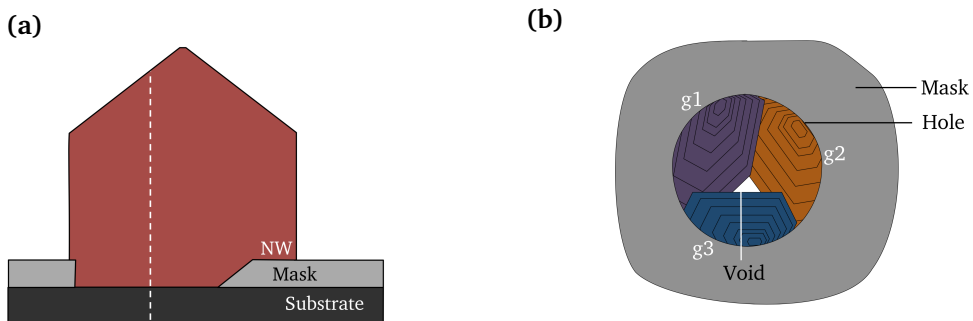 (a)
NW
Mask
Substrate
(b)
g1
Mask
Hole
g2
g3
Void